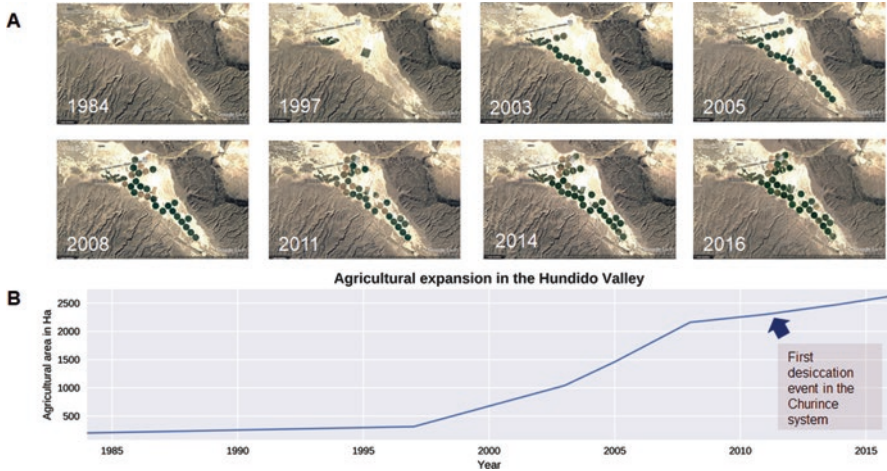 A
1984
1997
2003
2005
2008
2011
2014
2016
B
Agricultural expansion in the Hundido Valley
Agricultural area in Ha
2500
2000
1500
1000
500
First
desiccation
event in the
Churince
system
1985
1990
1995
2000
2005
2010
2015
Year